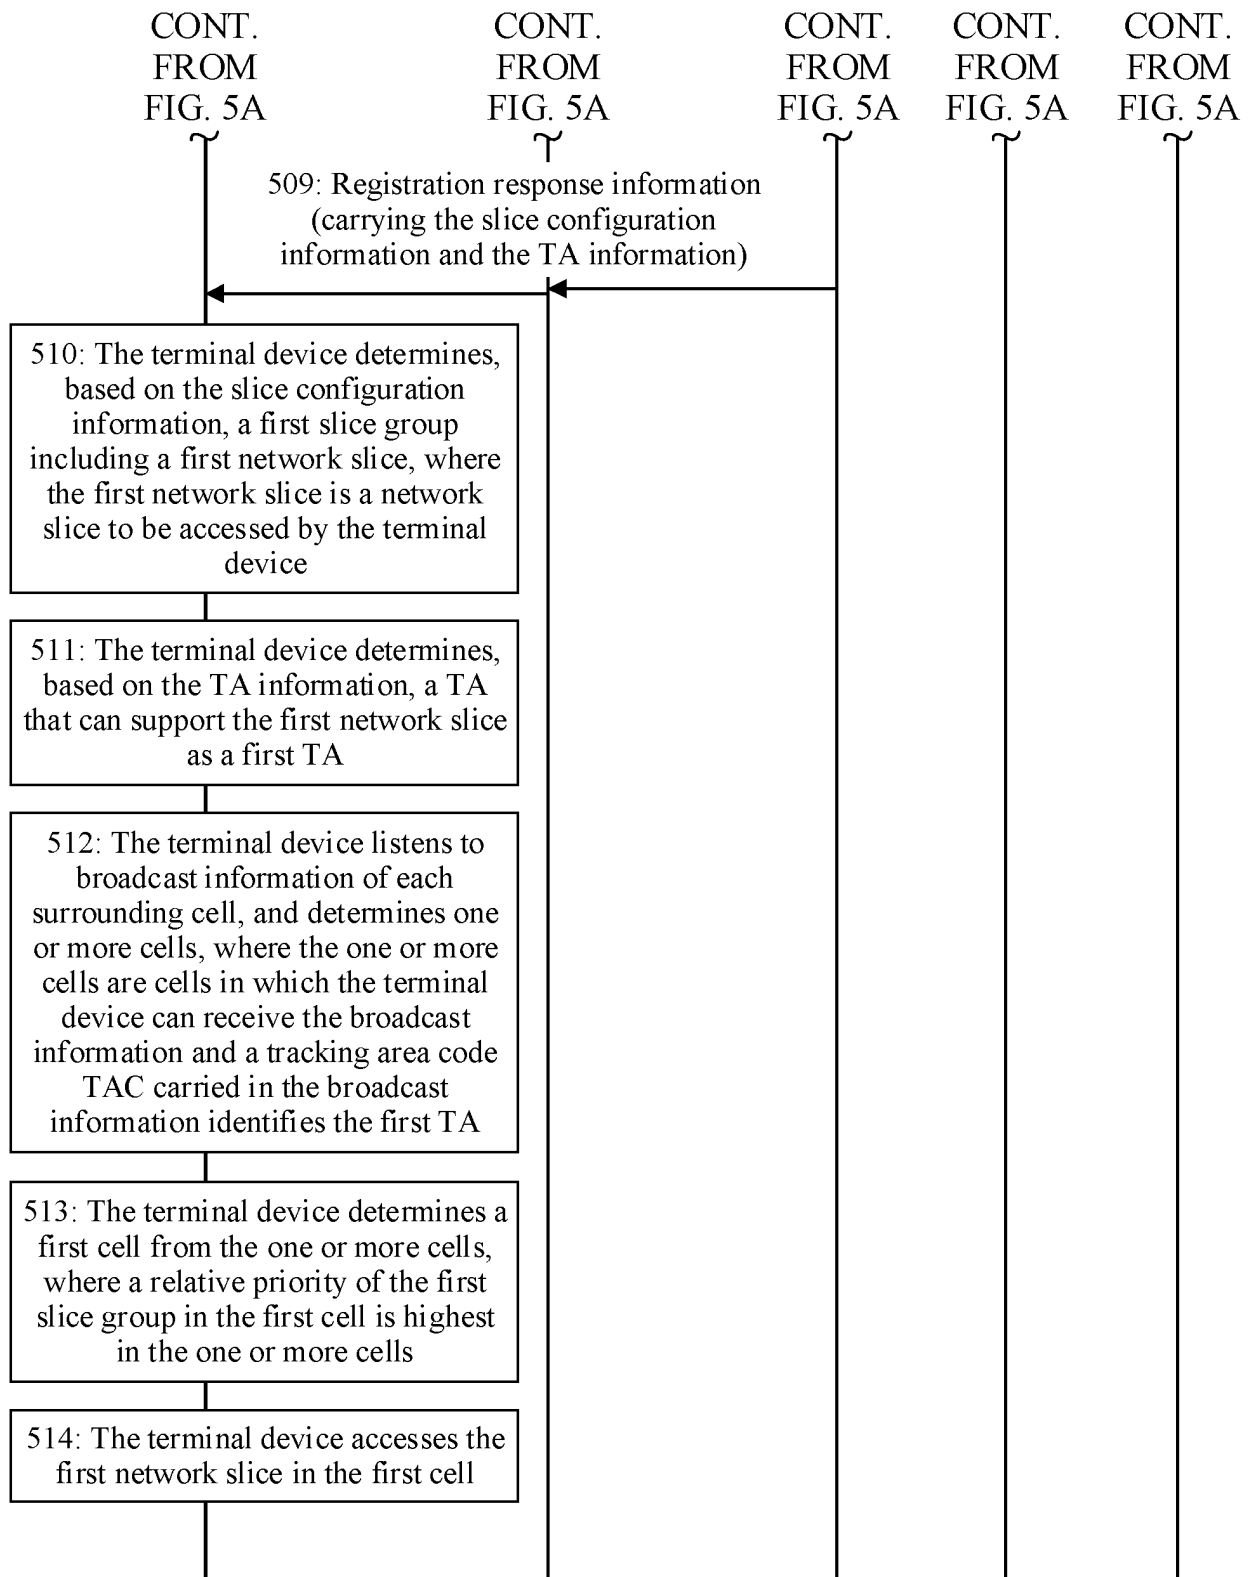 CONT.
FROM
FIG. 5A
CONT.
FROM
FIG. 5A
CONT.
FROM
FIG. 5A
CONT.
FROM
FIG. 5A
CONT.
FROM
FIG. 5A
509: Registration response information
(carrying the slice configuration
information and the TA information)
510: The terminal device determines,
based on the slice configuration
information, a first slice group
including a first network slice, where
the first network slice is a network
slice to be accessed by the terminal
device
511: The terminal device determines,
based on the TA information, a TA
that can support the first network slice
as a first TA
512: The terminal device listens to
broadcast information of each
surrounding cell, and determines one
or more cells, where the one or more
cells are cells in which the terminal
device can receive the broadcast
information and a tracking area code
TAC carried in the broadcast
information identifies the first TA
513: The terminal device determines a
first cell from the one or more cells,
where a relative priority of the first
slice group in the first cell is highest
in the one or more cells
514: The terminal device accesses the
first network slice in the first cell